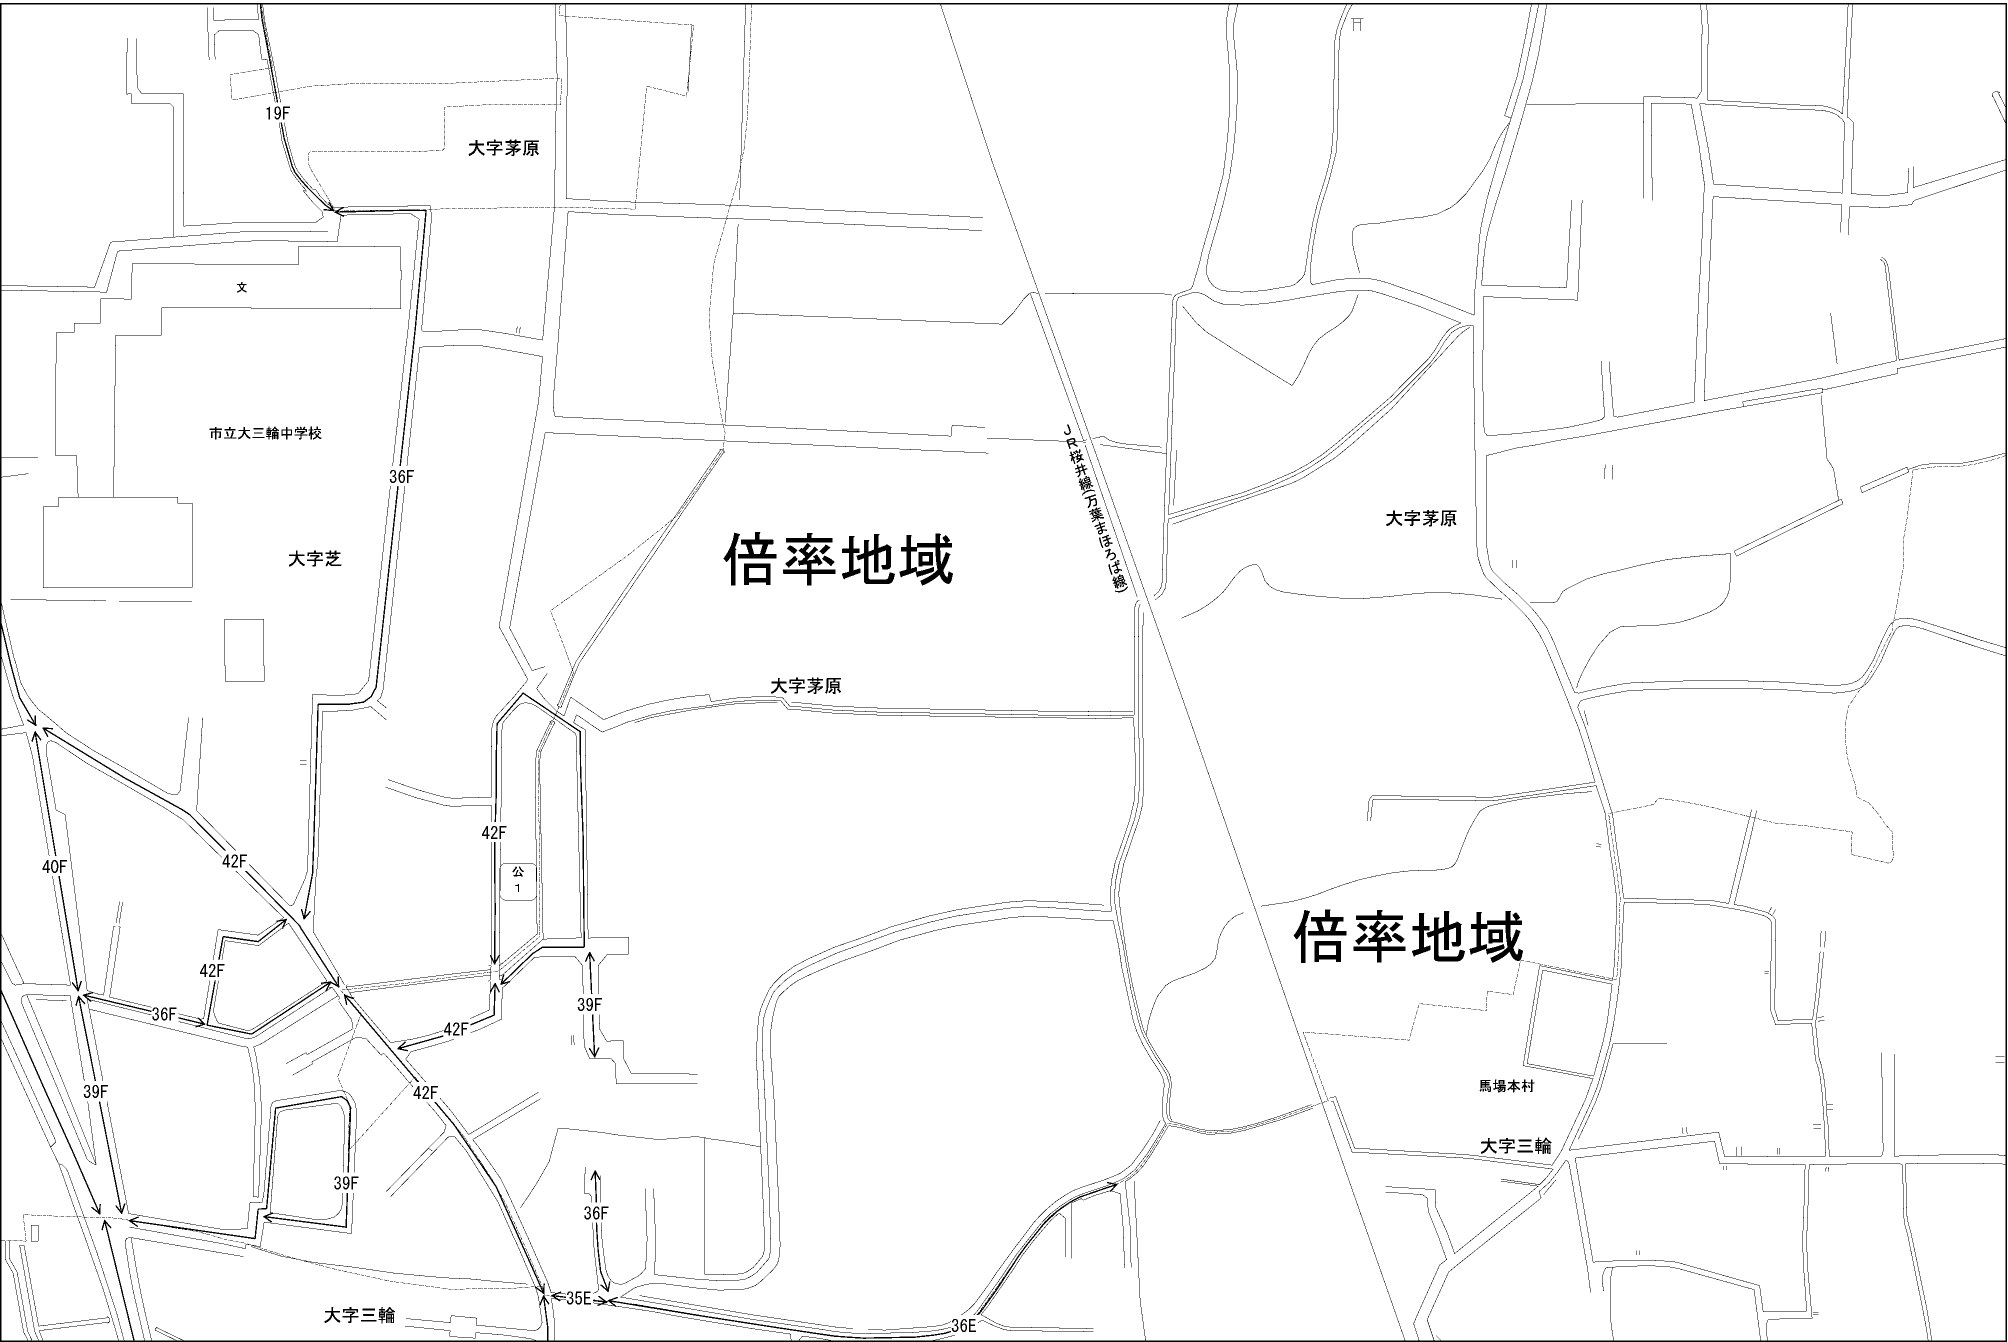 19F
大字茅原
文
市立大三輪中学校
36F
JR桜井線(万葉まほろば線)
大字茅原
倍率地域
大字芝
大字茅原
42F
42F
40F
公
1
倍率地域
42F
39F
36F
42F
39F
42F
馬場本村
大字三輪
39F
36F
35E
大字三輪
36E